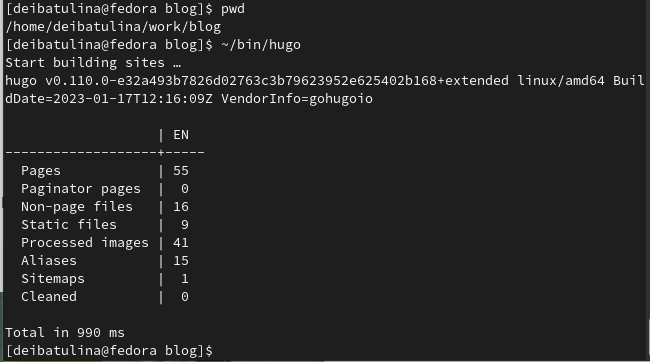 [deibatulina@fedora blog]$ pwd
/home/deibatulina/work/blog
[deibatulina@fedora blog]$ ~/bin/hugo
Start building sites …
hugo v0.110.0-e32a493b7826d02763c3b79623952e625402b168+extended linux/amd64 Buil
dDate=2023-01-17T12:16:09Z VendorInfo=gohugoio
                   | EN
-------------------+-----
  Pages            | 55
  Paginator pages  |  0
  Non-page files   | 16
  Static files     |  9
  Processed images | 41
  Aliases          | 15
  Sitemaps         |  1
  Cleaned          |  0
Total in 990 ms
[deibatulina@fedora blog]$